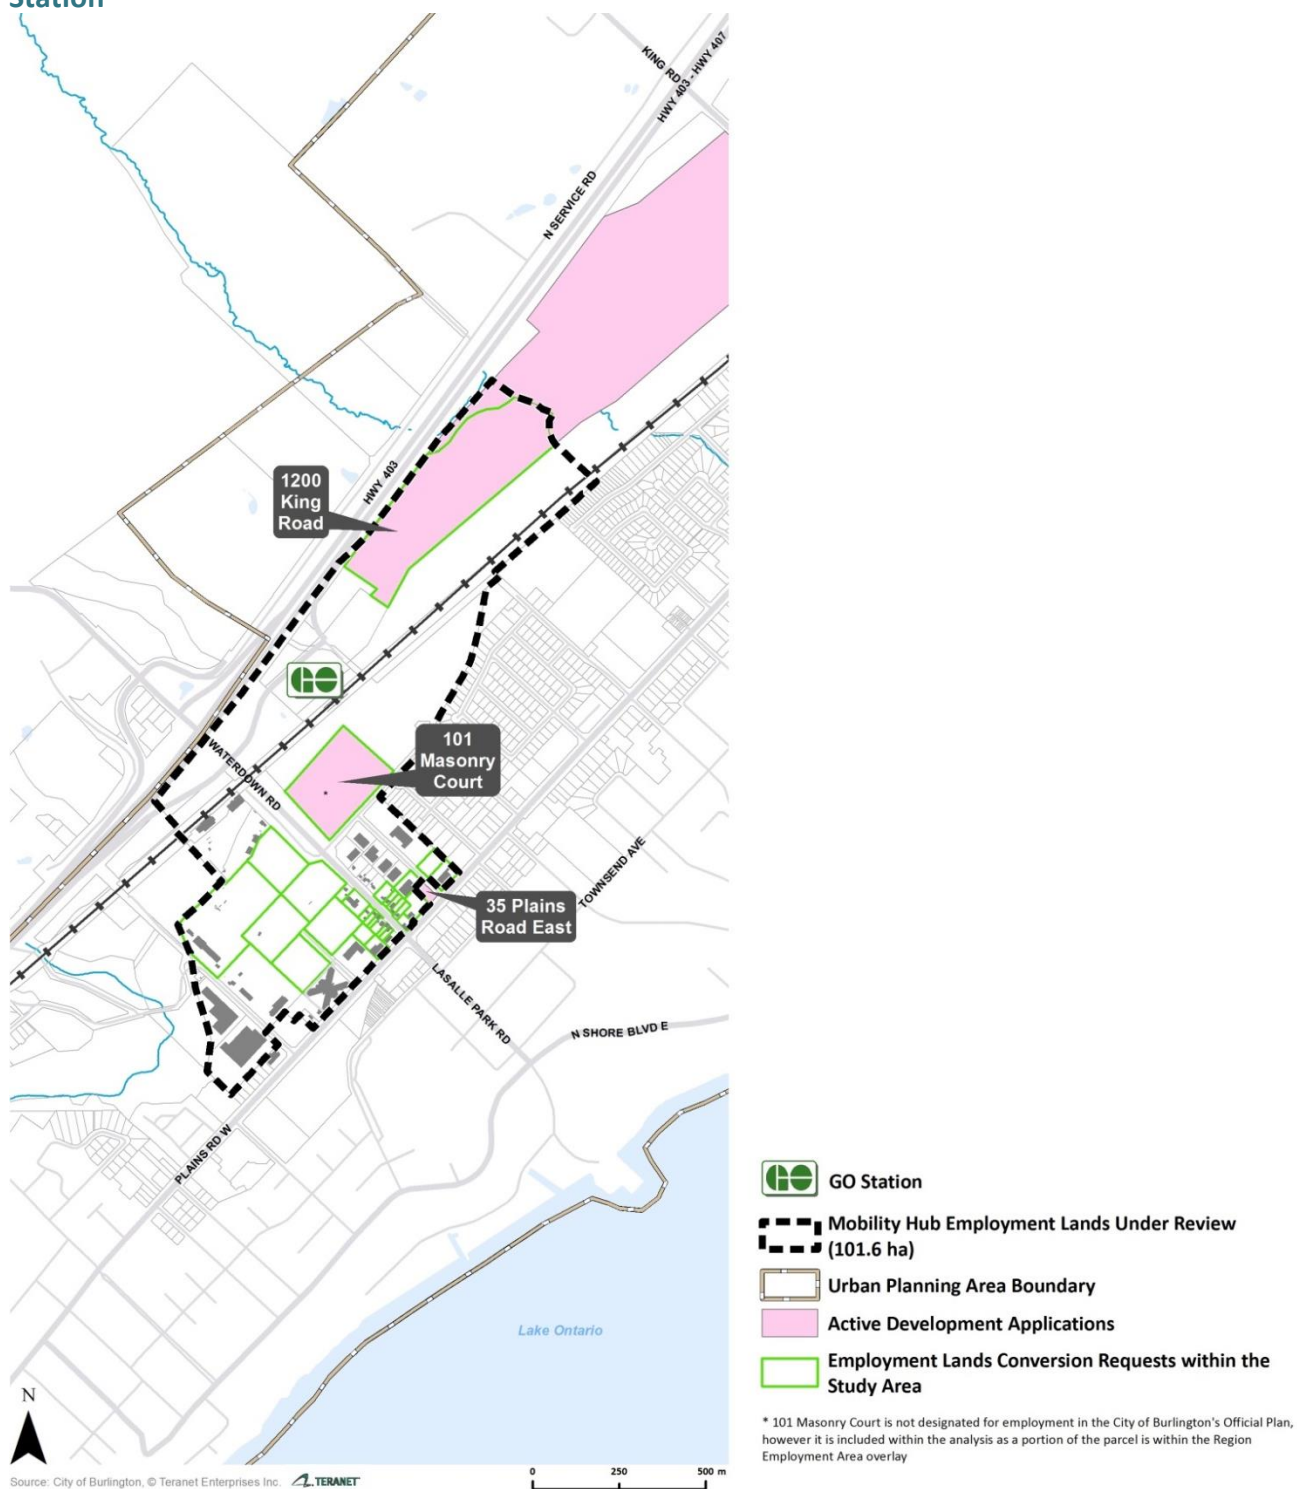 Station
KING RD
HWY 403 - HWY 407
N SERVICE RD
HWY 403
1200
King
Road
GO
WATERDOWN RD
101
Masonry
Court
TOWNSEND AVE
35 Plains
Road East
LASALLE PARK RD
N SHORE BLVD E
PLAINS RD W
Lake Ontario
N
GO GO Station
Mobility Hub Employment Lands Under Review
(101.6 ha)
Urban Planning Area Boundary
Active Development Applications
Employment Lands Conversion Requests within the
Study Area
* 101 Masonry Court is not designated for employment in the City of Burlington's Official Plan,
however it is included within the analysis as a portion of the parcel is within the Region
Employment Area overlay
Source: City of Burlington, © Teranet Enterprises Inc. TERANET
0 250 500 m